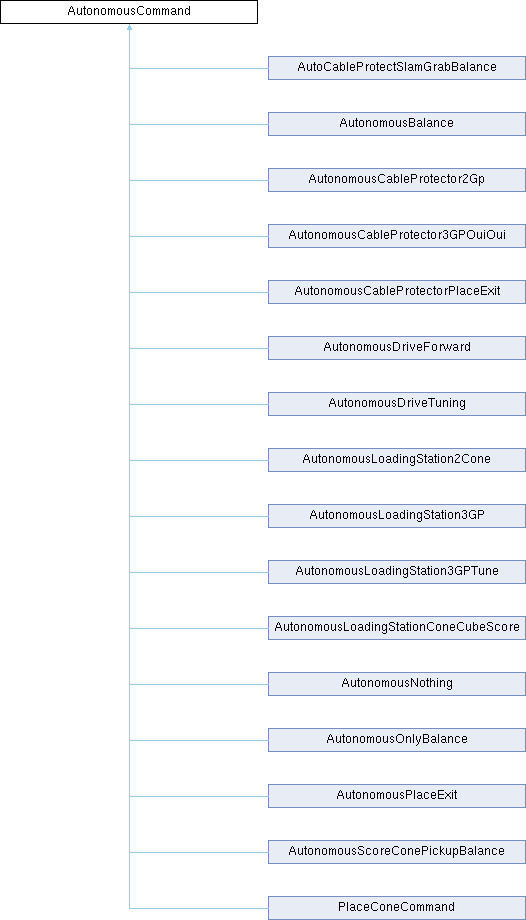 AutonomousCommand
AutoCableProtectSlamGrabBalance
AutonomousBalance
AutonomousCableProtector2Gp
AutonomousCableProtector3GPOuiOui
AutonomousCableProtectorPlaceExit
AutonomousDriveForward
AutonomousDriveTuning
AutonomousLoadingStation2Cone
AutonomousLoadingStation3GP
AutonomousLoadingStation3GPTune
AutonomousLoadingStationConeCubeScore
AutonomousNothing
AutonomousOnlyBalance
AutonomousPlaceExit
AutonomousScoreConePickupBalance
PlaceConeCommand